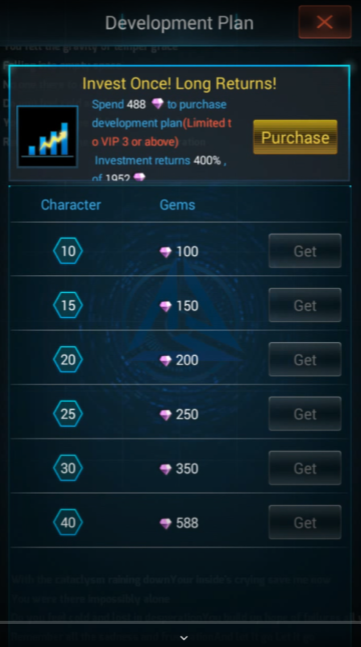 Development Plan
Invest Once! Long Returns!
Spend 488 to purchase
development plan(Limited t
o VIP 3 or above)
Investment returns 400% ,
of 1952
Purchase
Character Gems
10 100 Get
15 150 Get
20 200 Get
25 250 Get
30 350 Get
40 588 Get